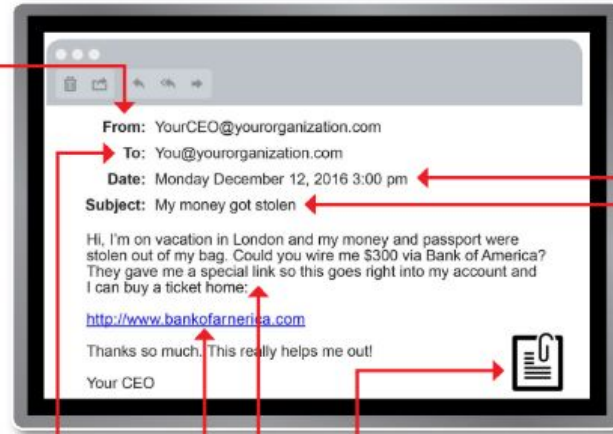 From: YourCEO@yourorganization.com
To: You@yourorganization.com
Date: Monday December 12, 2016 3:00 pm
Subject: My money got stolen
Hi, I'm on vacation in London and my money and passport were
stolen out of my bag. Could you wire me $300 via Bank of America?
They gave me a special link so this goes right into my account and
I can buy a ticket home:
http://www.bankofarnerica.com
Thanks so much. This really helps me out!
Your CEO